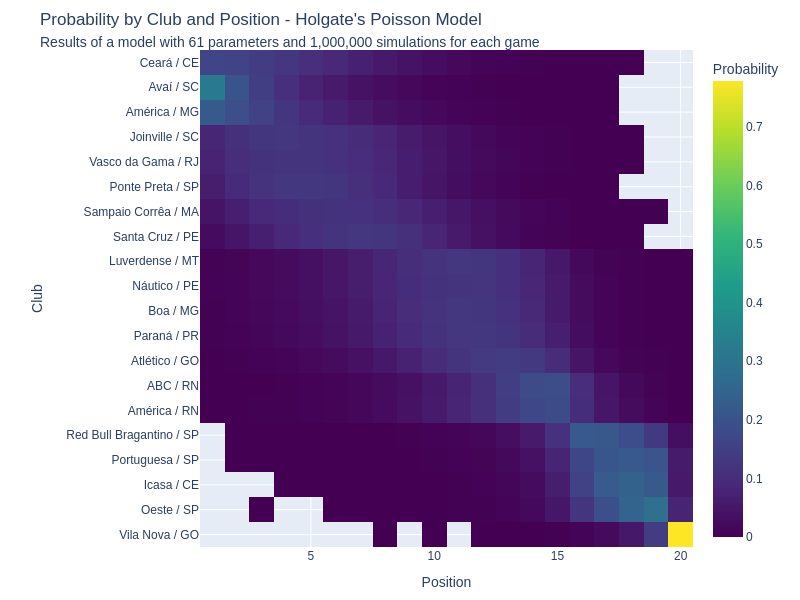 Probability by Club and Position - Holgate's Poisson Model
Results of a model with 61 parameters and 1,000,000 simulations for each game
Probability
Club
Ceará / CE
Avaí / SC
América / MG
Joinville / SC
Vasco da Gama / RJ
Ponte Preta / SP
Sampaio Corrêa / MA
Santa Cruz / PE
Luverdense / MT
Náutico / PE
Boa / MG
Paraná / PR
Atlético / GO
ABC / RN
América / RN
Red Bull Bragantino / SP
Portuguesa / SP
Icasa / CE
Oeste / SP
Vila Nova / GO
0.7
0.6
0.5
0.4
0.3
0.2
0.1
0
5 10 15 20
Position